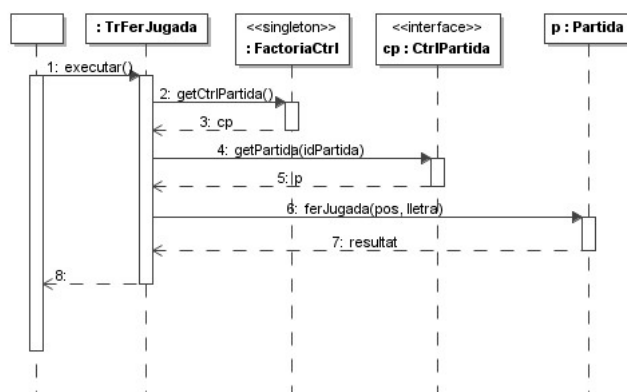 : TrFerJugada
<<singleton>>
: FactoriaCtrl
<<interface>>
cp : CtrlPartida
p : Partida
1: executar()
2: getCtrlPartida()
3: cp
4: getPartida(idPartida)
5: p
6: ferJugada(pos, lletra)
7: resultat
8: